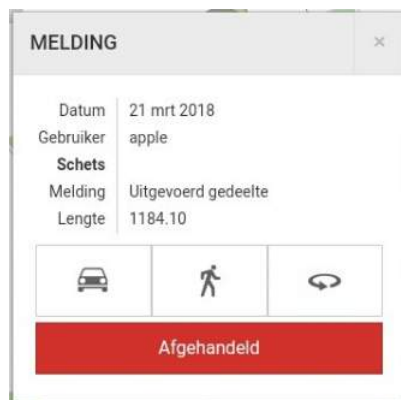 MELDING ×
Datum 21 mrt 2018
Gebruiker apple
Schets
Melding Uitgevoerd gedeelte
Lengte 1184.10
Afgehandeld